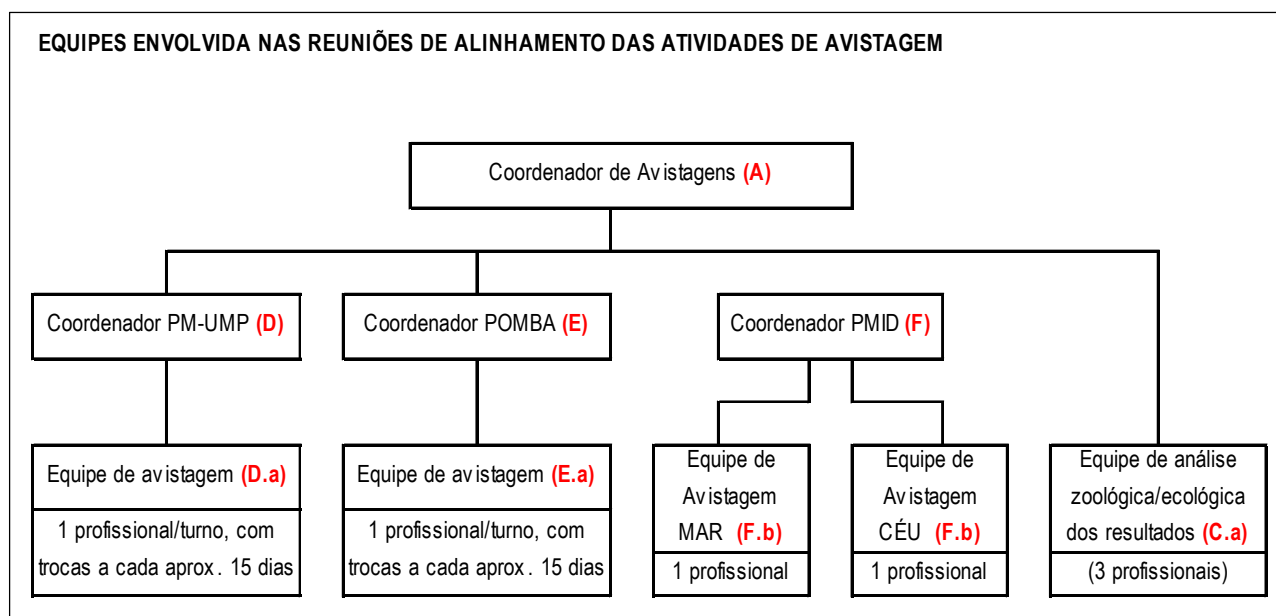 EQUIPES ENVOLVIDA NAS REUNIÕES DE ALINHAMENTO DAS ATIVIDADES DE AVISTAGEM
Coordenador de Avistagens (A)
Coordenador PM-UMP (D)
Coordenador POMBA (E)
Coordenador PMID (F)
Equipe de avistagem (D.a)
1 profissional/turno, com
trocas a cada aprox. 15 dias
Equipe de avistagem (E.a)
1 profissional/turno, com
trocas a cada aprox. 15 dias
Equipe de
Avistagem
MAR (F.b)
1 profissional
Equipe de
Avistagem
CÉU (F.b)
1 profissional
Equipe de análise
zoológica/ecológica
dos resultados (C.a)
(3 profissionais)